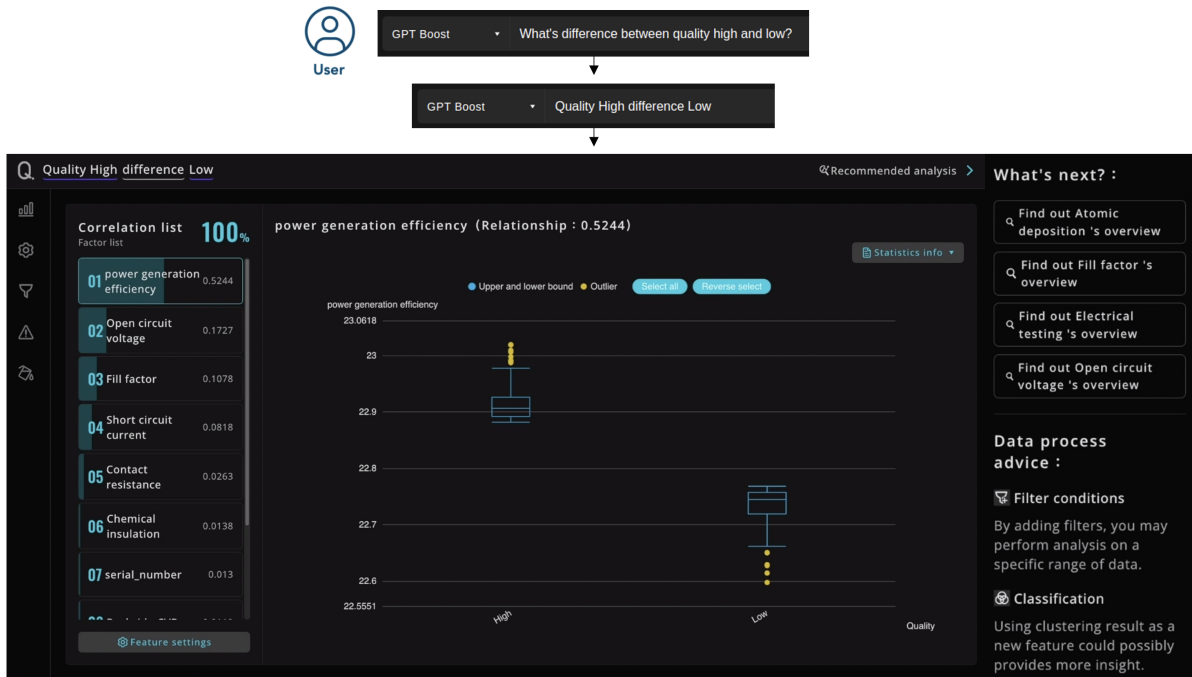 GPT Boost
What's difference between quality high and low?
User
GPT Boost
Quality High difference Low
Quality High difference Low
Recommended analysis
Correlation list
Factor list
100%
01 power generation
efficiency
0.5244
02 Open circuit
voltage
0.1727
03 Fill factor
0.1078
04 Short circuit
current
0.0818
05 Contact
resistance
0.0263
06 Chemical
insulation
0.0138
07 serial_number
0.013
Feature settings
power generation efficiency (Relationship : 0.5244)
Statistics info
Upper and lower bound
Outlier
Select all
Reverse select
power generation efficiency
23.0618
23
22.9
22.8
22.7
22.6
22.5551
High
Low
Quality
What's next? :
Find out Atomic
deposition 's overview
Find out Fill factor 's
overview
Find out Electrical
testing 's overview
Find out Open circuit
voltage 's overview
Data process
advice :
Filter conditions
By adding filters, you may
perform analysis on a
specific range of data.
Classification
Using clustering result as a
new feature could possibly
provides more insight.